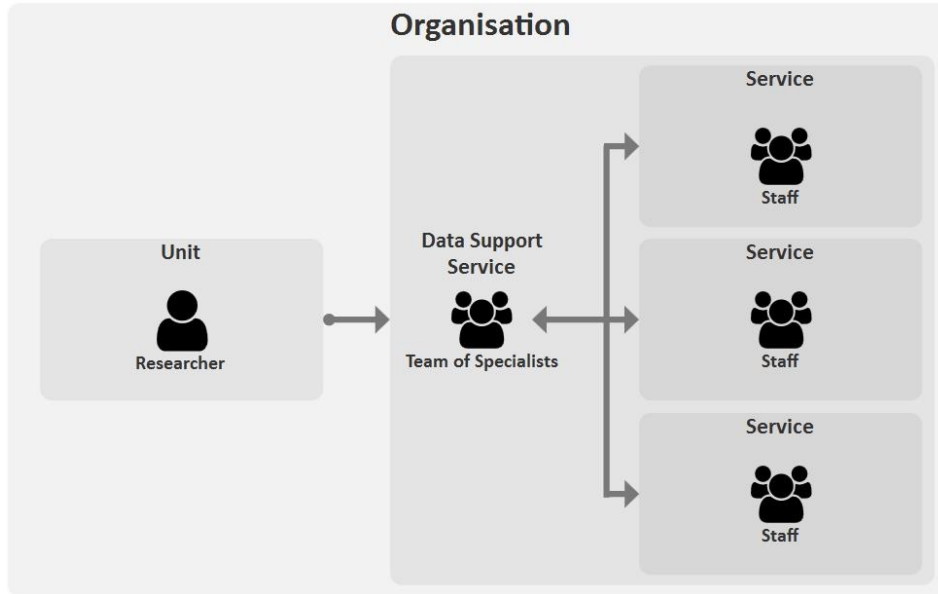 Organisation
Unit
Researcher
Data Support
Service
Team of Specialists
Service
Staff
Service
Staff
Service
Staff